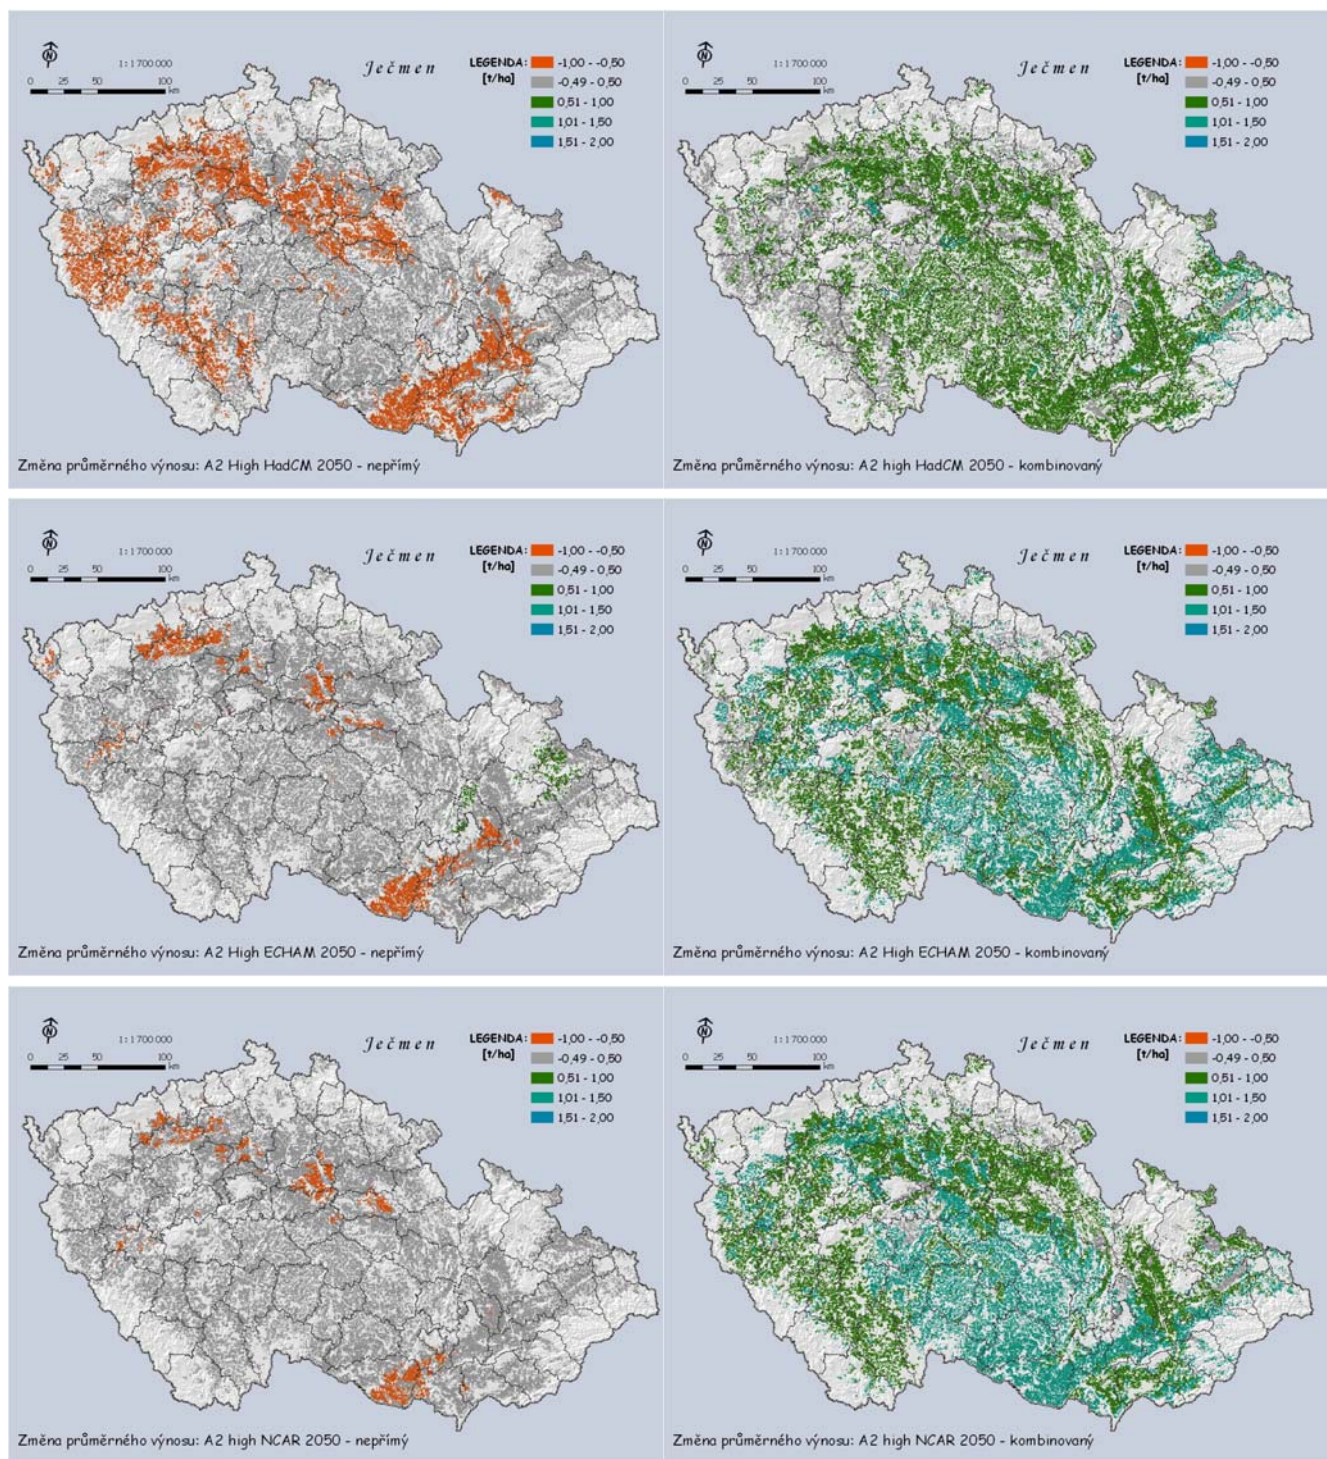 N
1:1 700 000
0 25 50 100
km
Ječmen
LEGENDA:
[t/ha]
-1,00 - -0,50
-0,49 - 0,50
0,51 - 1,00
1,01 - 1,50
1,51 - 2,00
Změna průměrného výnosu: A2 High HadCM 2050 - nepřímý
N
1:1 700 000
0 25 50 100
km
Ječmen
LEGENDA:
[t/ha]
-1,00 - -0,50
-0,49 - 0,50
0,51 - 1,00
1,01 - 1,50
1,51 - 2,00
Změna průměrného výnosu: A2 high HadCM 2050 - kombinovaný
N
1:1 700 000
0 25 50 100
km
Ječmen
LEGENDA:
[t/ha]
-1,00 - -0,50
-0,49 - 0,50
0,51 - 1,00
1,01 - 1,50
1,51 - 2,00
Změna průměrného výnosu: A2 High ECHAM 2050 - nepřímý
N
1:1 700 000
0 25 50 100
km
Ječmen
LEGENDA:
[t/ha]
-1,00 - -0,50
-0,49 - 0,50
0,51 - 1,00
1,01 - 1,50
1,51 - 2,00
Změna průměrného výnosu: A2 High ECHAM 2050 - kombinovaný
N
1:1 700 000
0 25 50 100
km
Ječmen
LEGENDA:
[t/ha]
-1,00 - -0,50
-0,49 - 0,50
0,51 - 1,00
1,01 - 1,50
1,51 - 2,00
Změna průměrného výnosu: A2 high NCAR 2050 - nepřímý
N
1:1 700 000
0 25 50 100
km
Ječmen
LEGENDA:
[t/ha]
-1,00 - -0,50
-0,49 - 0,50
0,51 - 1,00
1,01 - 1,50
1,51 - 2,00
Změna průměrného výnosu: A2 high NCAR 2050 - kombinovaný